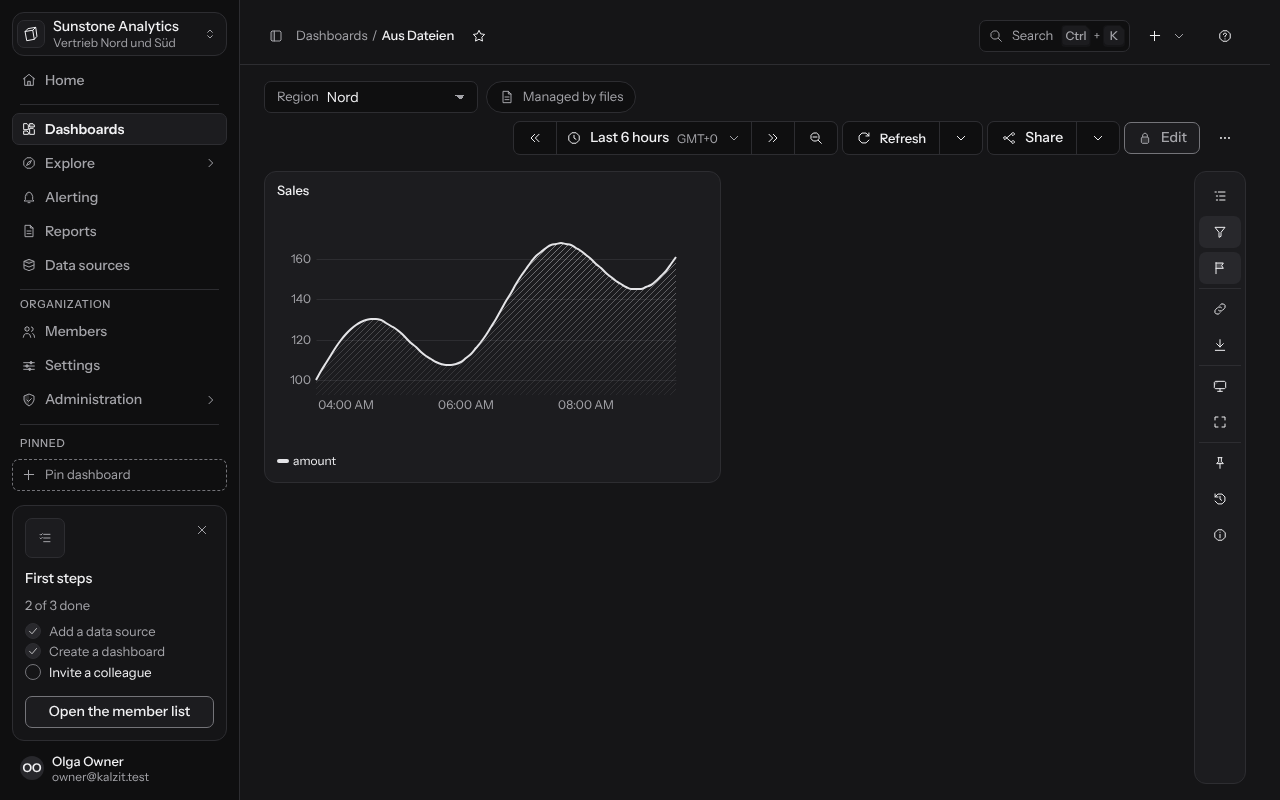 Sunstone Analytics
Vertrieb Nord und Süd
Home
Dashboards
Explore
Alerting
Reports
Data sources
ORGANIZATION
Members
Settings
Administration
PINNED
Pin dashboard
First steps
2 of 3 done
Add a data source
Create a dashboard
Invite a colleague
Open the member list
OO
Olga Owner
owner@kalzit.test
Dashboards / Aus Dateien
Search Ctrl + K
Region Nord
Managed by files
Last 6 hours GMT+0
Refresh
Share
Edit
Sales
160
140
120
100
04:00 AM 06:00 AM 08:00 AM
amount